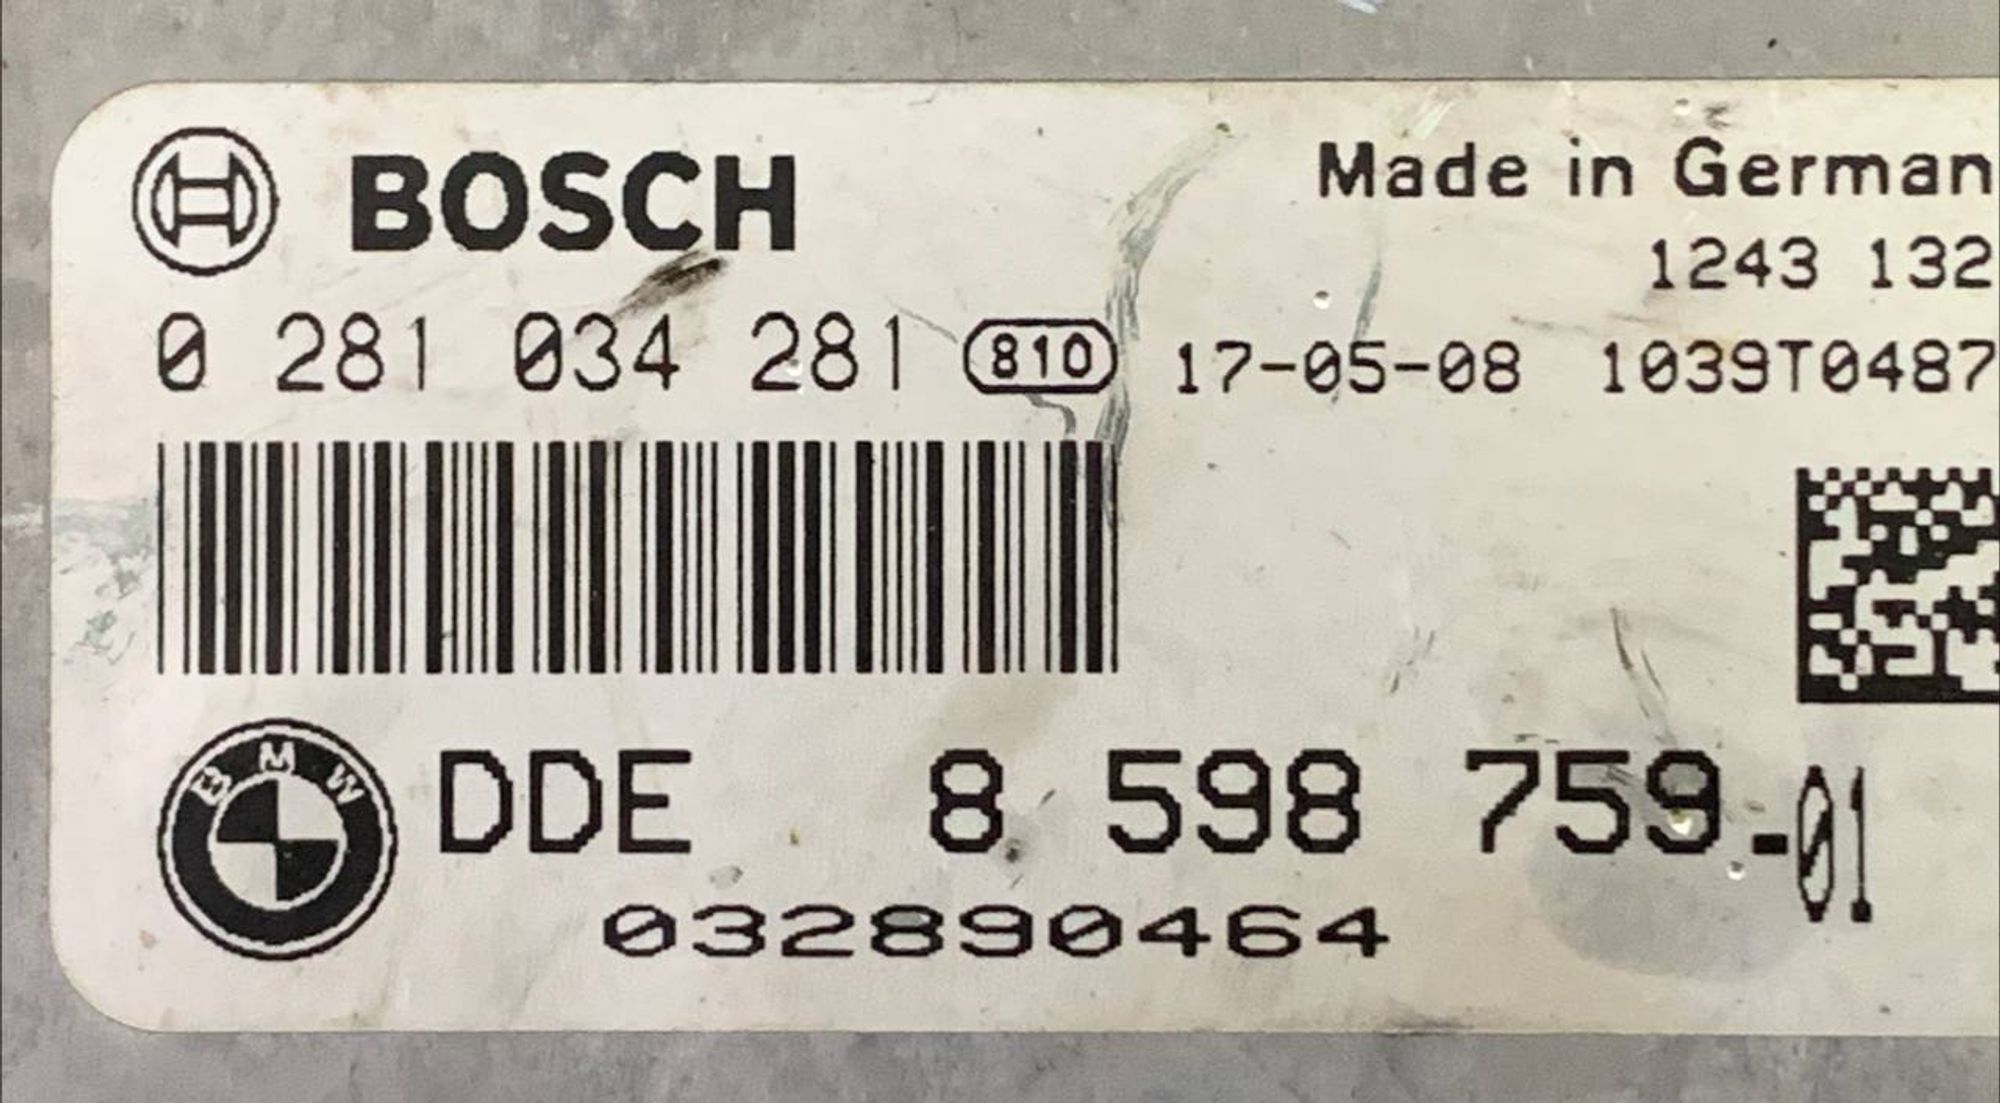 BOSCH
Made in German
1243 132
0 281 034 281 810 17-05-08 1039T0487
BMW
DDE 8 598 759-01
032890464